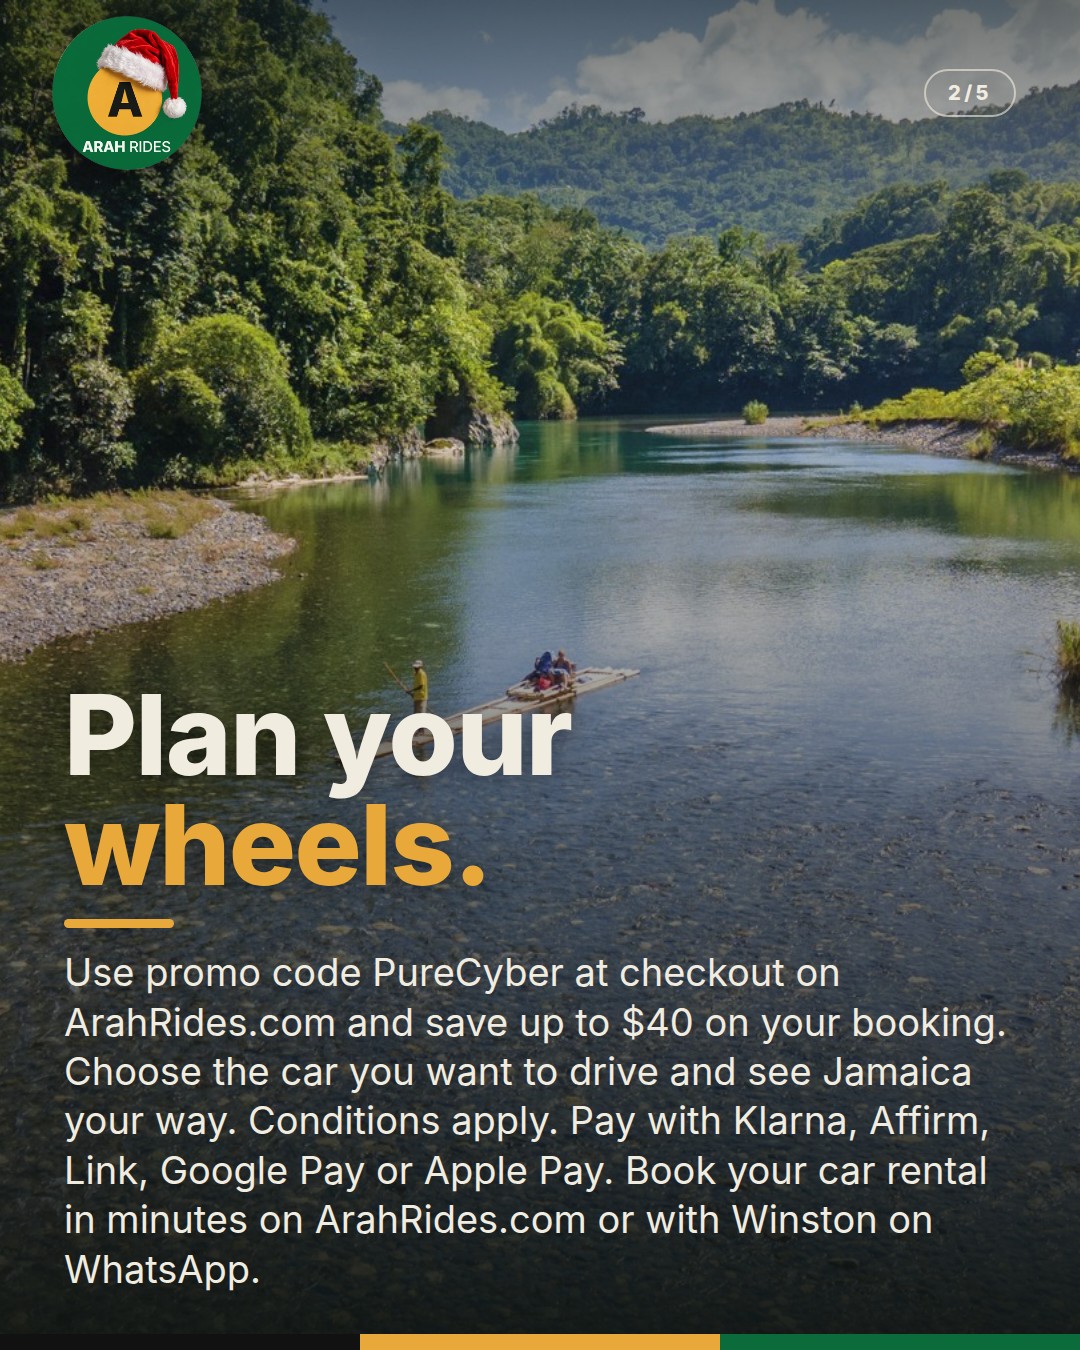 A
ARAH RIDES
2/5
Plan your
wheels.
Use promo code PureCyber at checkout on
ArahRides.com and save up to $40 on your booking.
Choose the car you want to drive and see Jamaica
your way. Conditions apply. Pay with Klarna, Affirm,
Link, Google Pay or Apple Pay. Book your car rental
in minutes on ArahRides.com or with Winston on
WhatsApp.